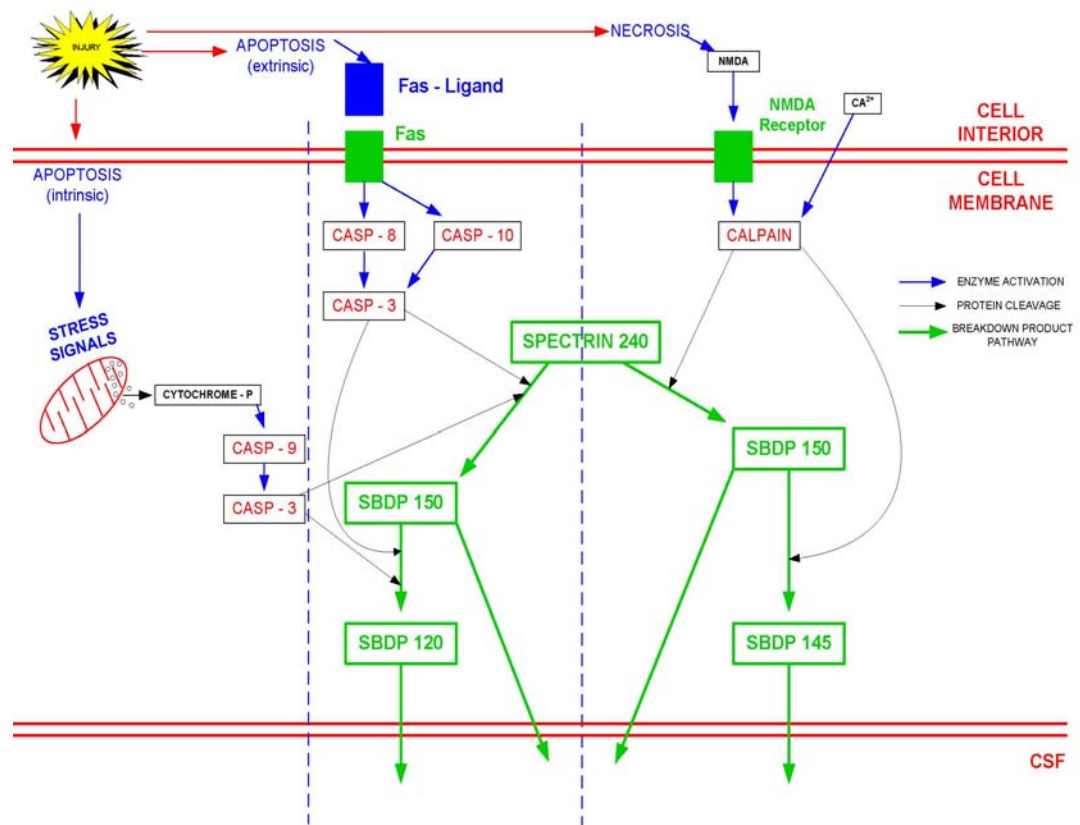 INJURY
APOPTOSIS
(extrinsic)
NECROSIS
NMDA
Fas - Ligand
CA2+
Fas
NMDA
Receptor
CELL
INTERIOR
APOPTOSIS
(intrinsic)
CELL
MEMBRANE
CASP - 8
CASP - 10
CALPAIN
CASP - 3
ENZYME ACTIVATION
PROTEIN CLEAVAGE
BREAKDOWN PRODUCT
PATHWAY
STRESS
SIGNALS
SPECTRIN 240
CYTOCHROME - P
CASP - 9
SBDP 150
CASP - 3
SBDP 150
SBDP 120
SBDP 145
CSF